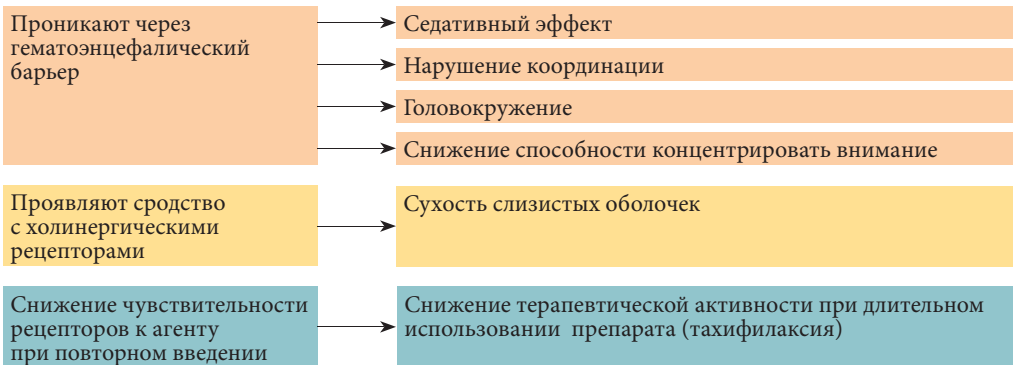 Проникают через
гематоэнцефалический
барьер
Седативный эффект
Нарушение координации
Головокружение
Снижение способности концентрировать внимание
Проявляют сродство
с холинергическими
рецепторами
Сухость слизистых оболочек
Снижение чувствительности
рецепторов к агенту
при повторном введении
Снижение терапевтической активности при длительном
использовании препарата (тахифилаксия)